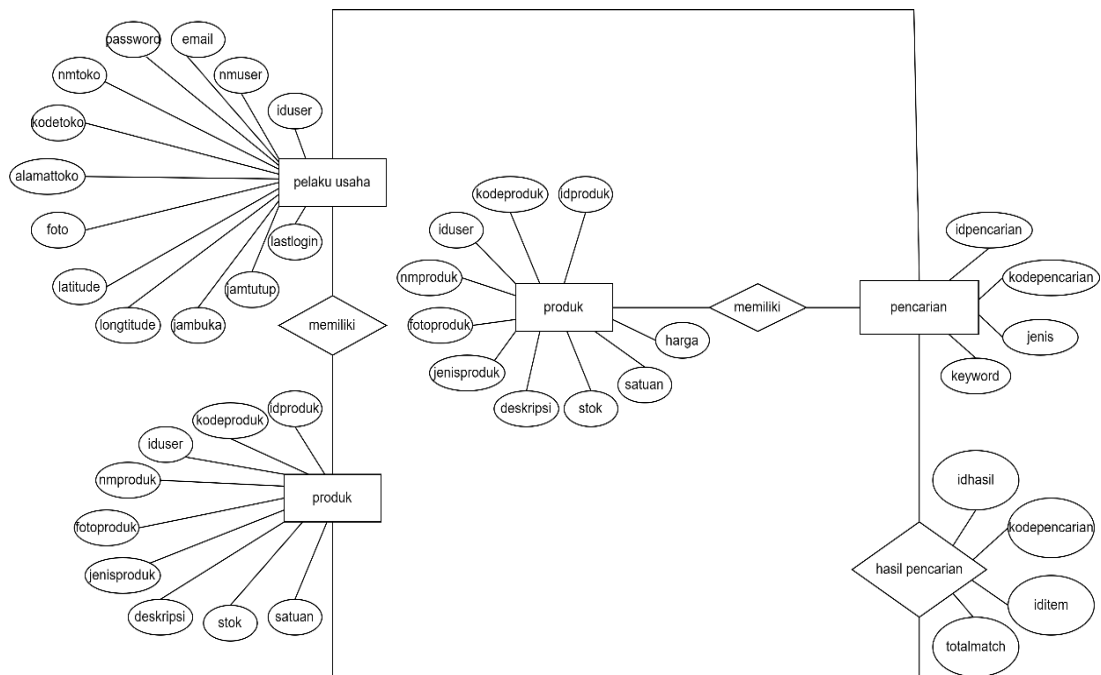 password
email
nmtoko
nmuser
iduser
kodetoko
alamattoko
pelaku usaha
foto
lastlogin
latitude
jamtutup
longtitude
jambuka
memiliki
kodeproduk
idproduk
iduser
nmproduk
produk
fotoproduk
jenisproduk
deskripsi
stok
satuan
harga
memiliki
pencarian
idpencarian
kodepencarian
jenis
keyword
idproduk
kodeproduk
iduser
nmproduk
produk
fotoproduk
jenisproduk
deskripsi
stok
satuan
idhasil
kodepencarian
hasil pencarian
iditem
totalmatch